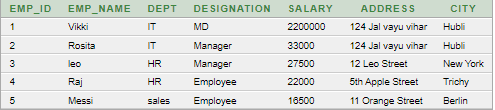 EMP_ID EMP_NAME DEPT DESIGNATION SALARY ADDRESS CITY
1 Vikki IT MD 2200000 124 Jal vayu vihar Hubli
2 Rosita IT Manager 33000 124 Jal vayu vihar Hubli
3 leo HR Manager 27500 12 Leo Street New York
4 Raj HR Employee 22000 5th Apple Street Trichy
5 Messi sales Employee 16500 11 Orange Street Berlin